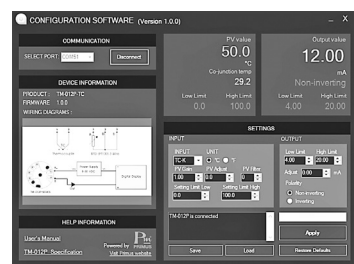 CONFIGURATION SOFTWARE (Version 1.0.0)
COMMUNICATION
SELECT PORT
Disconnect
DEVICE INFORMATION
PRODUCT : TM-012P-TC
FIRMWARE 1.0.0
WIRING DIAGRAMS :
HELP INFORMATION
User's Manual
TM-012P Specification
Powered by PRIMUS
Visit Primus website
PV value
50.0
°C
Co-junction temp
29.2
Low Limit High Limit
0.0 100.0
Output value
12.00
mA
Non-inverting
Low Limit High Limit
4.00 20.00
SETTINGS
INPUT
INPUT UNIT
TC-K °C °F
PV Gain PV Adjust PV Filter
1.00 0.0 0
Setting Limit Low Setting Limit High
0.0 100.0
OUTPUT
Low Limit High Limit
4.00 20.00
Adjust 0.00 mA
Polarity
Non-inverting
Inverting
TM-012P is connected
Save Load
Apply
Restore Defaults